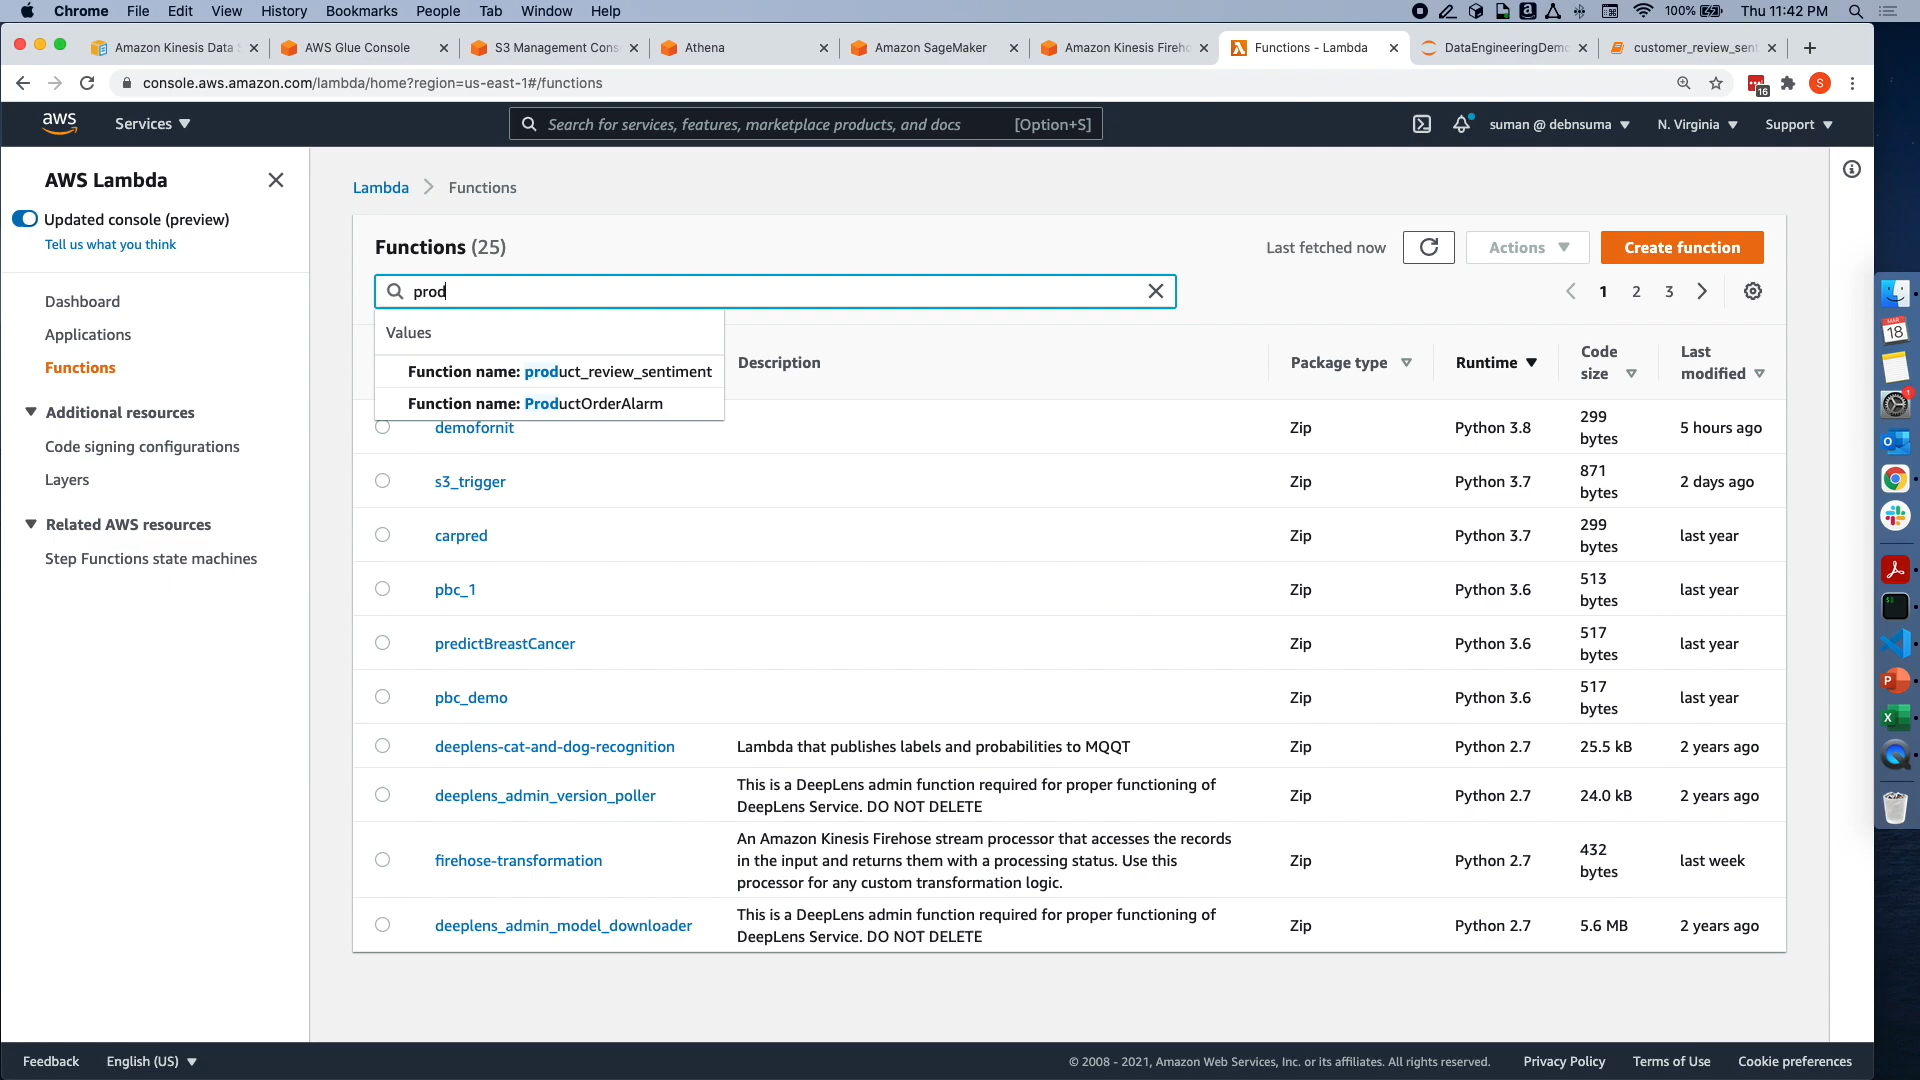 Chrome File Edit View History Bookmarks People Tab Window Help 100% Thu 11:42 PM
Amazon Kinesis Data S AWS Glue Console S3 Management Cons Athena Amazon SageMaker Amazon Kinesis Fireho Functions - Lambda DataEngineeringDemo customer_review_sent
console.aws.amazon.com/lambda/home?region=us-east-1#/functions 16 S
aws Services Search for services, features, marketplace products, and docs [Option+S] suman @ debnsuma N. Virginia Support
AWS Lambda
Updated console (preview)
Tell us what you think
Dashboard
Applications
Functions
Additional resources
Code signing configurations
Layers
Related AWS resources
Step Functions state machines
Lambda Functions
Functions (25) Last fetched now Actions Create function
prod 1 2 3
Values
Function name: product_review_sentiment
Function name: ProductOrderAlarm
Description Package type Runtime Code size Last modified
demofornit Zip Python 3.8 299 bytes 5 hours ago
s3_trigger Zip Python 3.7 871 bytes 2 days ago
carpred Zip Python 3.7 299 bytes last year
pbc_1 Zip Python 3.6 513 bytes last year
predictBreastCancer Zip Python 3.6 517 bytes last year
pbc_demo Zip Python 3.6 517 bytes last year
deeplens-cat-and-dog-recognition Lambda that publishes labels and probabilities to MQQT Zip Python 2.7 25.5 kB 2 years ago
deeplens_admin_version_poller This is a DeepLens admin function required for proper functioning of
DeepLens Service. DO NOT DELETE Zip Python 2.7 24.0 kB 2 years ago
firehose-transformation An Amazon Kinesis Firehose stream processor that accesses the records
in the input and returns them with a processing status. Use this
processor for any custom transformation logic. Zip Python 2.7 432 bytes last week
deeplens_admin_model_downloader This is a DeepLens admin function required for proper functioning of
DeepLens Service. DO NOT DELETE Zip Python 2.7 5.6 MB 2 years ago
MAR
18
1
Feedback English (US) © 2008 - 2021, Amazon Web Services, Inc. or its affiliates. All rights reserved. Privacy Policy Terms of Use Cookie preferences